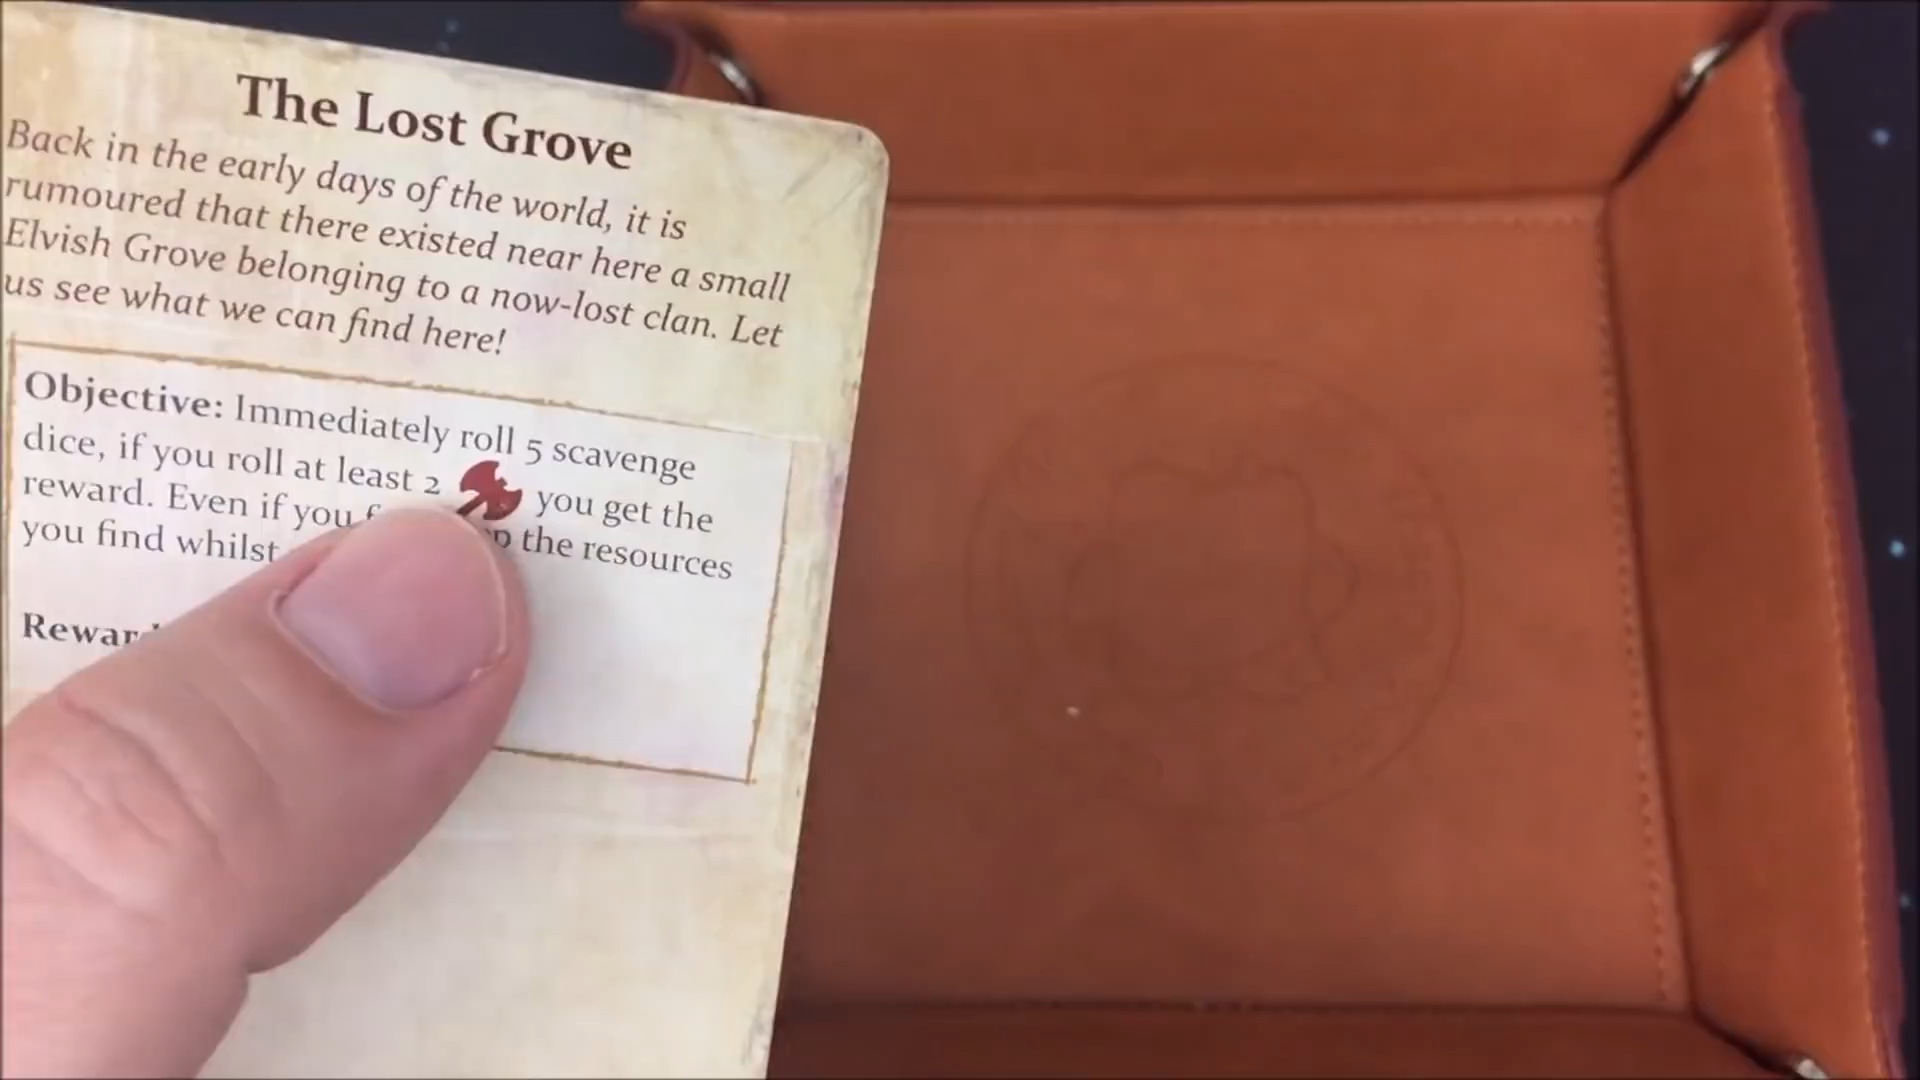 The Lost Grove
Back in the early days of the world, it is
rumoured that there existed near here a small
Elvish Grove belonging to a now-lost clan. Let
us see what we can find here!
Objective: Immediately roll 5 scavenge
dice, if you roll at least 2 you get the
reward. Even if you the resources
you find whilst